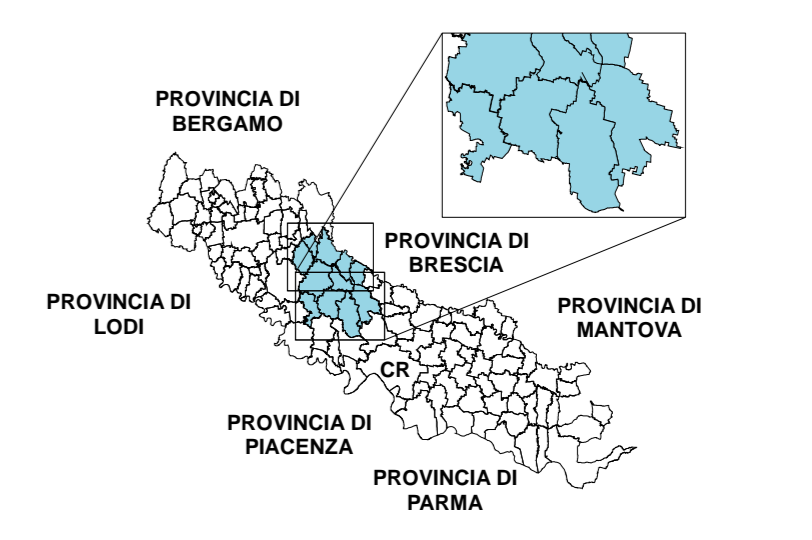 PROVINCIA DI
BERGAMO
PROVINCIA DI
BRESCIA
PROVINCIA DI
LODI
PROVINCIA DI
MANTOVA
CR
PROVINCIA DI
PIACENZA
PROVINCIA DI
PARMA